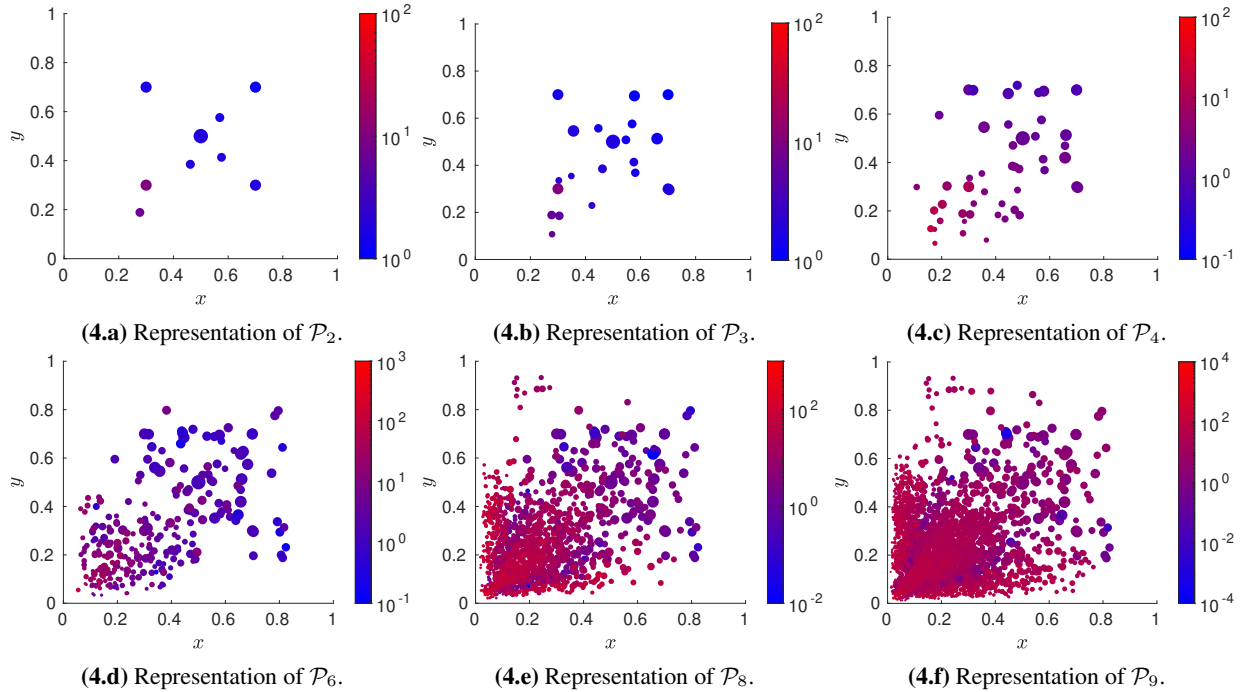 1
0.8
0.6
0.4
0.2
0
y
0 0.2 0.4 0.6 0.8 1
x
10^2
10^1
10^0
(4.a) Representation of 𝒫₂.
1
0.8
0.6
0.4
0.2
0
y
0 0.2 0.4 0.6 0.8 1
x
10^2
10^1
10^0
(4.b) Representation of 𝒫₃.
1
0.8
0.6
0.4
0.2
0
y
0 0.2 0.4 0.6 0.8 1
x
10^2
10^1
10^0
10^-1
(4.c) Representation of 𝒫₄.
1
0.8
0.6
0.4
0.2
0
y
0 0.2 0.4 0.6 0.8 1
x
10^3
10^2
10^1
10^0
10^-1
(4.d) Representation of 𝒫₆.
1
0.8
0.6
0.4
0.2
0
y
0 0.2 0.4 0.6 0.8 1
x
10^2
10^0
10^-2
(4.e) Representation of 𝒫₈.
1
0.8
0.6
0.4
0.2
0
y
0 0.2 0.4 0.6 0.8 1
x
10^4
10^2
10^0
10^-2
10^-4
(4.f) Representation of 𝒫₉.